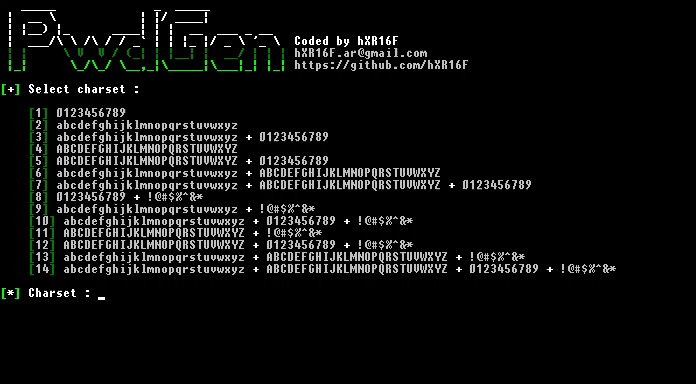 PwdGen
Coded by hXR16F
hXR16F.ar@gmail.com
https://github.com/hXR16F
[+] Select charset :
[1] 0123456789
[2] abcdefghijklmnopqrstuvwxyz
[3] abcdefghijklmnopqrstuvwxyz + 0123456789
[4] ABCDEFGHIJKLMNOPQRSTUVWXYZ
[5] ABCDEFGHIJKLMNOPQRSTUVWXYZ + 0123456789
[6] abcdefghijklmnopqrstuvwxyz + ABCDEFGHIJKLMNOPQRSTUVWXYZ
[7] abcdefghijklmnopqrstuvwxyz + ABCDEFGHIJKLMNOPQRSTUVWXYZ + 0123456789
[8] 0123456789 + !@#$%^&*
[9] abcdefghijklmnopqrstuvwxyz + !@#$%^&*
[10] abcdefghijklmnopqrstuvwxyz + 0123456789 + !@#$%^&*
[11] ABCDEFGHIJKLMNOPQRSTUVWXYZ + !@#$%^&*
[12] ABCDEFGHIJKLMNOPQRSTUVWXYZ + 0123456789 + !@#$%^&*
[13] abcdefghijklmnopqrstuvwxyz + ABCDEFGHIJKLMNOPQRSTUVWXYZ + !@#$%^&*
[14] abcdefghijklmnopqrstuvwxyz + ABCDEFGHIJKLMNOPQRSTUVWXYZ + 0123456789 + !@#$%^&*
[*] Charset : _